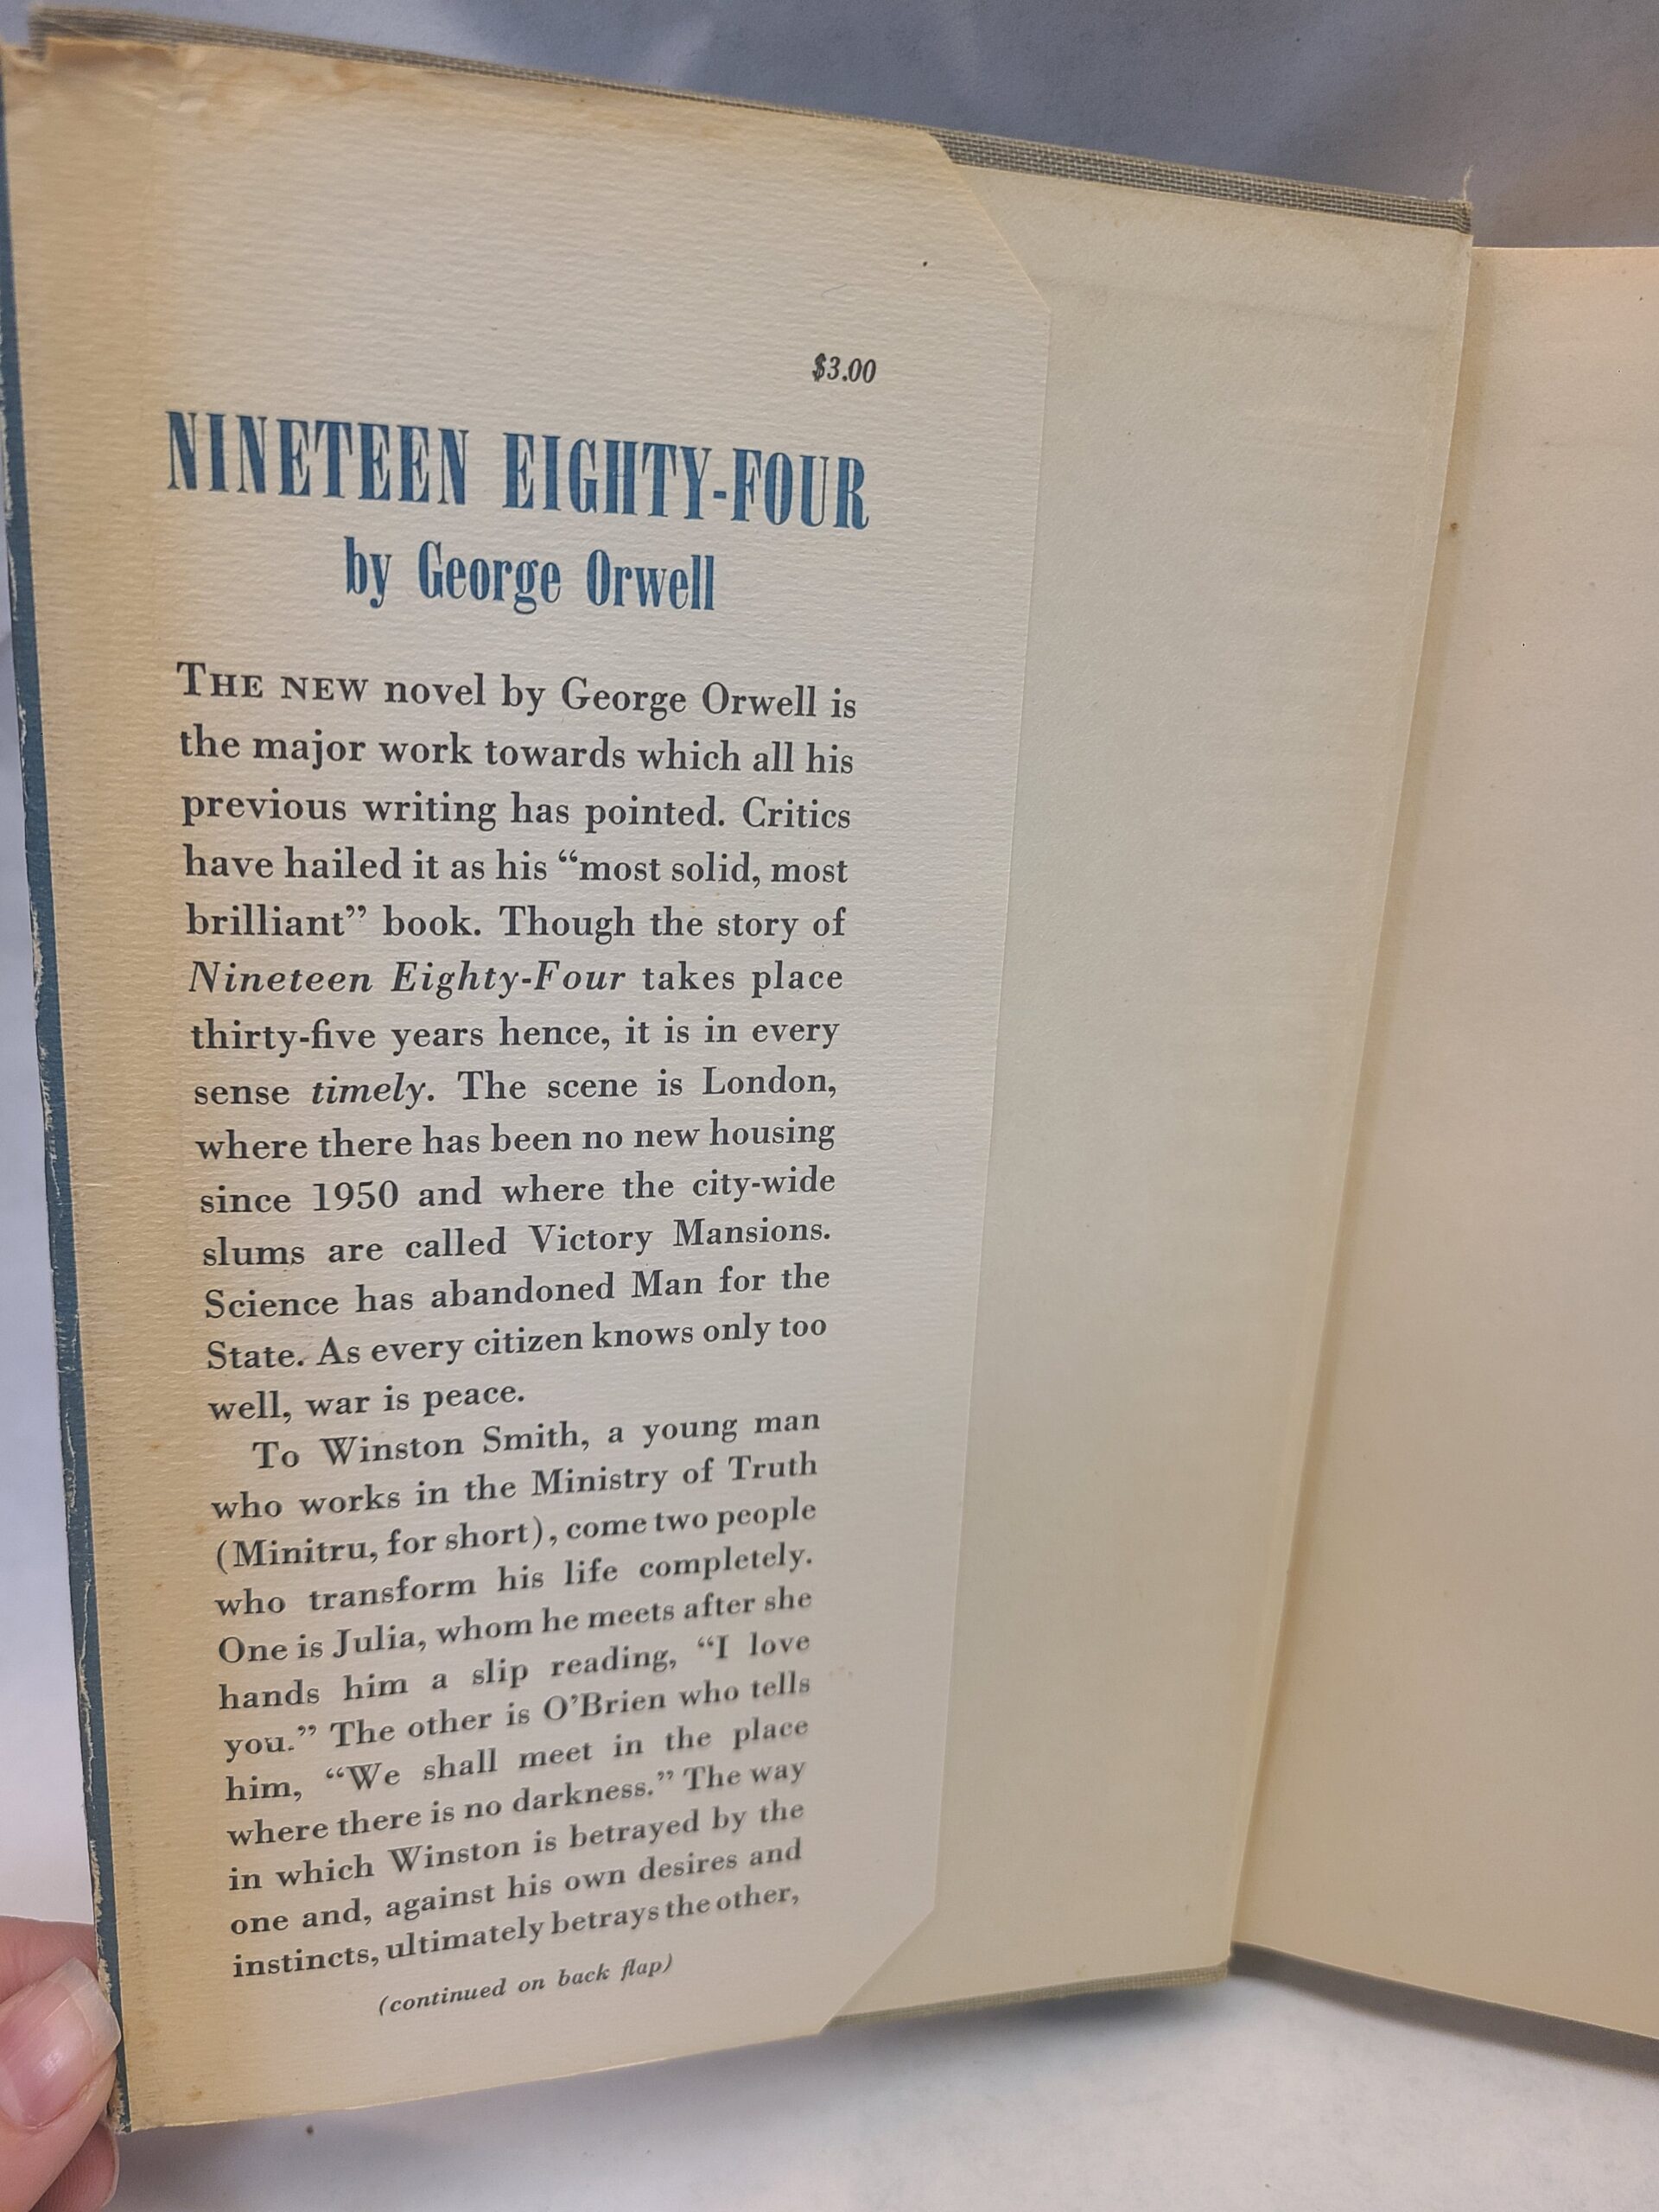 $3.00
NINETEEN EIGHTY-FOUR
by George Orwell
THE NEW novel by George Orwell is
the major work towards which all his
previous writing has pointed. Critics
have hailed it as his “most solid, most
brilliant” book. Though the story of
Nineteen Eighty-Four takes place
thirty-five years hence, it is in every
sense timely. The scene is London,
where there has been no new housing
since 1950 and where the city-wide
slums are called Victory Mansions.
Science has abandoned Man for the
State. As every citizen knows only too
well, war is peace.
To Winston Smith, a young man
who works in the Ministry of Truth
(Minitru, for short), come two people
who transform his life completely.
One is Julia, whom he meets after she
hands him a slip reading, “I love
you.” The other is O’Brien who tells
him, “We shall meet in the place
where there is no darkness.” The way
in which Winston is betrayed by the
one and, against his own desires and
instincts, ultimately betrays the other,
(continued on back flap)